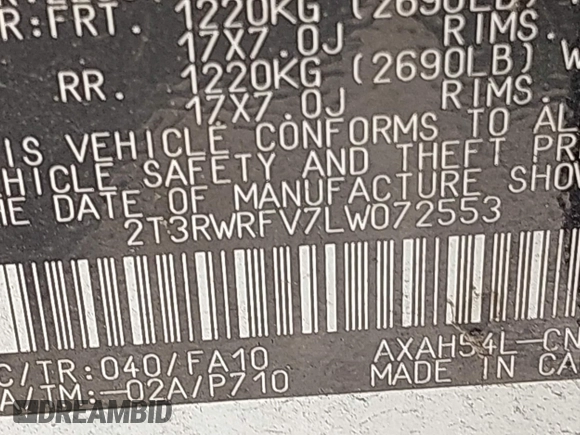 R:FRT. 1220KG (2690LB)
17X7.0J RIMS.
RR. 1220KG (2690LB) W
17X7.0J RIMS.
IS VEHICLE CONFORMS TO AL
HICLE SAFETY AND THEFT PR
E DATE OF MANUFACTURE SHOW
2T3RWRFV7LW072553
C/TR:040/FA10 AXAH54L-CN
A/TM:-02A/P710 MADE IN CA
DREAMBID